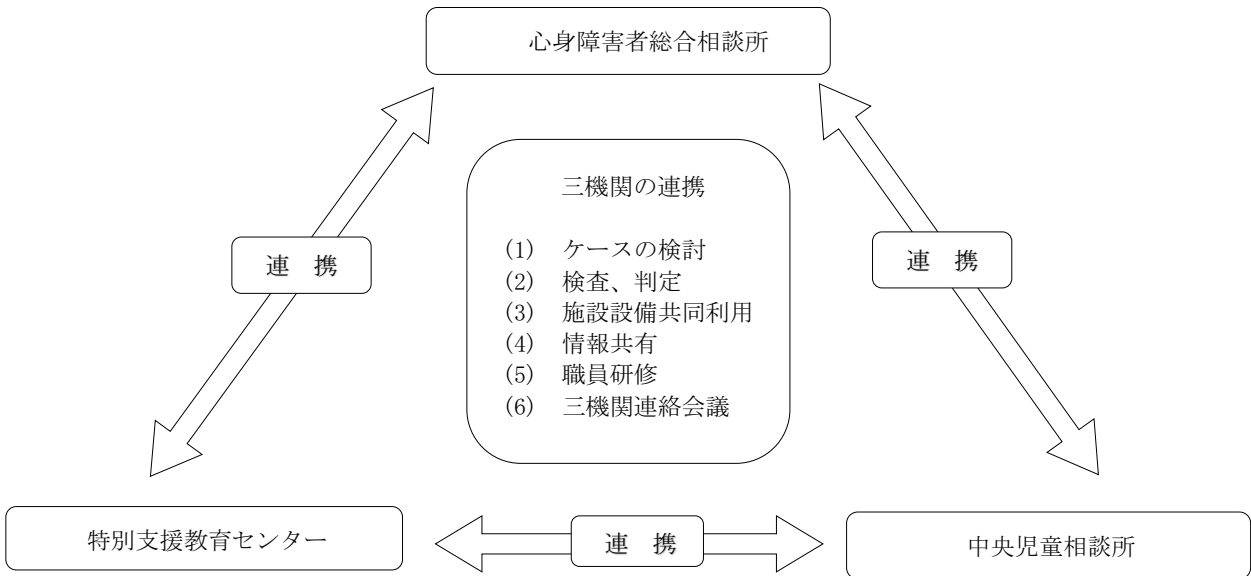 心身障害者総合相談所
三機関の連携
(1) ケースの検討
(2) 検査、判定
(3) 施設設備共同利用
(4) 情報共有
(5) 職員研修
(6) 三機関連絡会議
連 携
連 携
特別支援教育センター
連 携
中央児童相談所